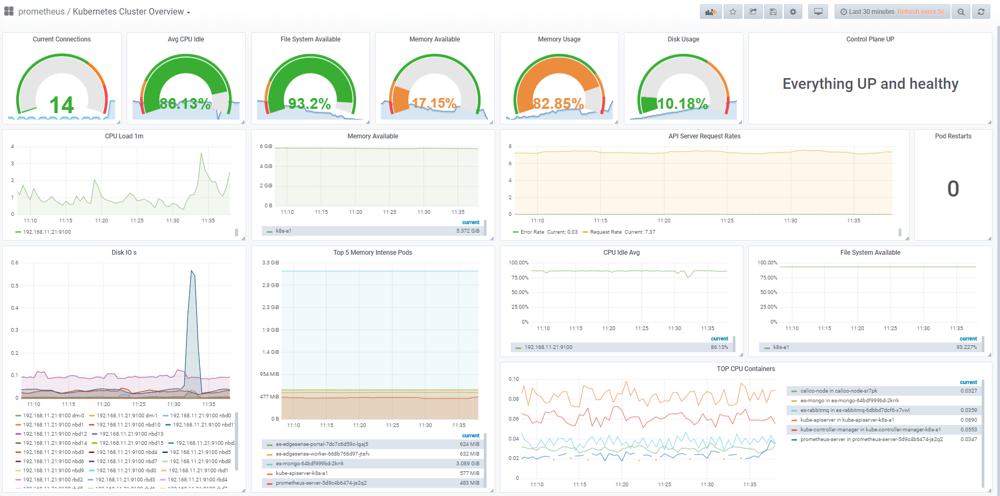 prometheus / Kubernetes Cluster Overview
Last 30 minutes Refresh every 5s
Current Connections
14
Avg CPU Idle
86.13%
File System Available
93.2%
Memory Available
17.15%
Memory Usage
82.85%
Disk Usage
10.18%
Control Plane UP
Everything UP and healthy
CPU Load 1m
4
3
2
1
0
11:10 11:15 11:20 11:25 11:30 11:35
192.168.11.21:9100
Memory Available
6 GiB
4 GiB
2 GiB
0 B
11:10 11:15 11:20 11:25 11:30 11:35
current
k8s-a1 5.372 GiB
API Server Request Rates
8
6
4
2
0
11:10 11:15 11:20 11:25 11:30 11:35
Error Rate Current: 0.03 Request Rate Current: 7.37
Pod Restarts
0
Disk IO s
0.6
0.5
0.4
0.3
0.2
0.1
0
11:10 11:15 11:20 11:25 11:30 11:35
192.168.11.21:9100 dm-0 192.168.11.21:9100 dm-1 192.168.11.21:9100 nbd0
192.168.11.21:9100 nbd1 192.168.11.21:9100 nbd10 192.168.11.21:9100 nbd11
192.168.11.21:9100 nbd12 192.168.11.21:9100 nbd13
192.168.11.21:9100 nbd14 192.168.11.21:9100 nbd15 192.168.11.21:9100 nbd2
192.168.11.21:9100 nbd3 192.168.11.21:9100 nbd4 192.168.11.21:9100 nbd5
192.168.11.21:9100 nbd6 192.168.11.21:9100 nbd7 192.168.11.21:9100 nbd8
192.168.11.21:9100 nbd9 192.168.11.21:9100 rbd0 192.168.11.21:9100 rbd1
192.168.11.21:9100 rbd2 192.168.11.21:9100 rbd3 192.168.11.21:9100 rbd4
Top 5 Memory Intense Pods
3.3 GiB
2.8 GiB
2.3 GiB
1.9 GiB
1.4 GiB
954 MiB
477 MiB
0 B
11:10 11:15 11:20 11:25 11:30 11:35
current
es-edgesense-portal-7dc7c6d59c-lgsj5 624 MiB
es-edgesense-worker-668b768d97-jtsfv 632 MiB
es-mongo-64bdf999bd-2krrk 3.089 GiB
kube-apiserver-k8s-a1 577 MiB
prometheus-server-5d9c4b6474-js2q2 483 MiB
CPU Idle Avg
100.00%
75.00%
50.00%
25.00%
0%
11:10 11:15 11:20 11:25 11:30 11:35
current
192.168.11.21:9100 86.13%
File System Available
100.00%
75.00%
50.00%
25.00%
0%
11:10 11:15 11:20 11:25 11:30 11:35
current
k8s-a1 93.227%
TOP CPU Containers
0.10
0.08
0.06
0.04
0.02
0
11:10 11:15 11:20 11:25 11:30 11:35
current
calico-node in calico-node-sr7pk 0.0327
es-mongo in es-mongo-64bdf999bd-2krrk
es-rabbitmq in es-rabbitmq-6dbbd7dcf6-x7vwl 0.0359
kube-apiserver in kube-apiserver-k8s-a1 0.0890
kube-controller-manager in kube-controller-manager-k8s-a1 0.0553
prometheus-server in prometheus-server-5d9c4b6474-js2q2 0.0347